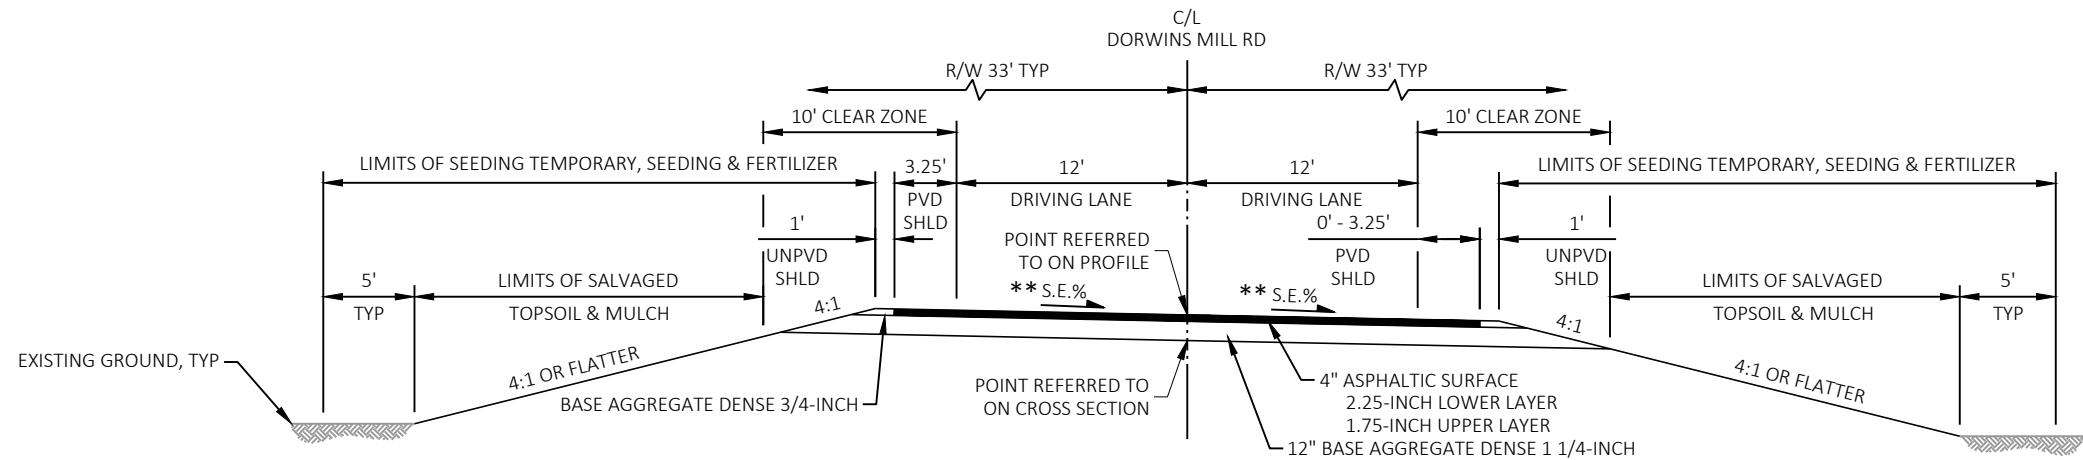 C/L
DORWINS MILL RD
R/W 33' TYP
R/W 33' TYP
10' CLEAR ZONE
10' CLEAR ZONE
LIMITS OF SEEDING TEMPORARY, SEEDING & FERTILIZER
3.25'
PVD
SHLD
12'
DRIVING LANE
12'
DRIVING LANE
LIMITS OF SEEDING TEMPORARY, SEEDING & FERTILIZER
1'
UNPVD
SHLD
POINT REFERRED
TO ON PROFILE
0' - 3.25'
PVD
SHLD
1'
UNPVD
SHLD
5'
TYP
LIMITS OF SALVAGED
TOPSOIL & MULCH
** S.E.%
** S.E.%
LIMITS OF SALVAGED
TOPSOIL & MULCH
5'
TYP
4:1
4:1
EXISTING GROUND, TYP
4:1 OR FLATTER
4:1 OR FLATTER
BASE AGGREGATE DENSE 3/4-INCH
POINT REFERRED TO
ON CROSS SECTION
4" ASPHALTIC SURFACE
2.25-INCH LOWER LAYER
1.75-INCH UPPER LAYER
12" BASE AGGREGATE DENSE 1 1/4-INCH